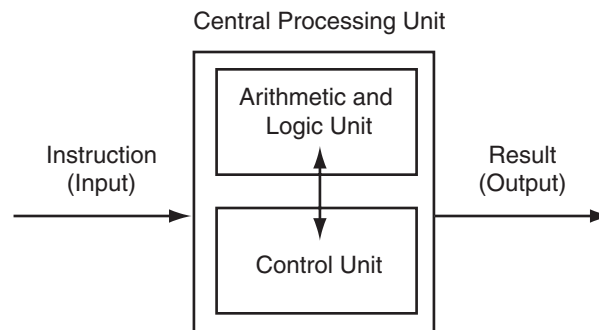 Central Processing Unit
Arithmetic and
Logic Unit
Instruction
(Input)
Result
(Output)
Control Unit